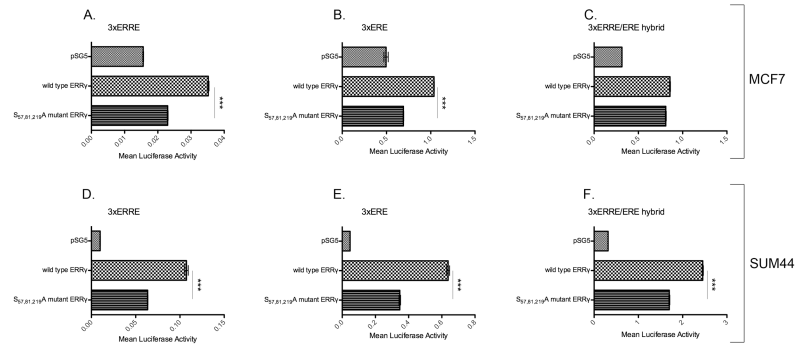 A.
3xERRE
pSG5
wild type ERRγ
S57,81,219A mutant ERRγ
***
0.00 0.01 0.02 0.03 0.04
Mean Luciferase Activity
B.
3xERE
pSG5
wild type ERRγ
S57,81,219A mutant ERRγ
***
0.0 0.5 1.0 1.5
Mean Luciferase Activity
C.
3xERRE/ERE hybrid
pSG5
wild type ERRγ
S57,81,219A mutant ERRγ
0.0 0.5 1.0 1.5
Mean Luciferase Activity
MCF7
D.
3xERRE
pSG5
wild type ERRγ
S57,81,219A mutant ERRγ
***
0.00 0.05 0.10 0.15
Mean Luciferase Activity
E.
3xERE
pSG5
wild type ERRγ
S57,81,219A mutant ERRγ
***
0.0 0.2 0.4 0.6 0.8
Mean Luciferase Activity
F.
3xERRE/ERE hybrid
pSG5
wild type ERRγ
S57,81,219A mutant ERRγ
***
0 1 2 3
Mean Luciferase Activity
SUM44